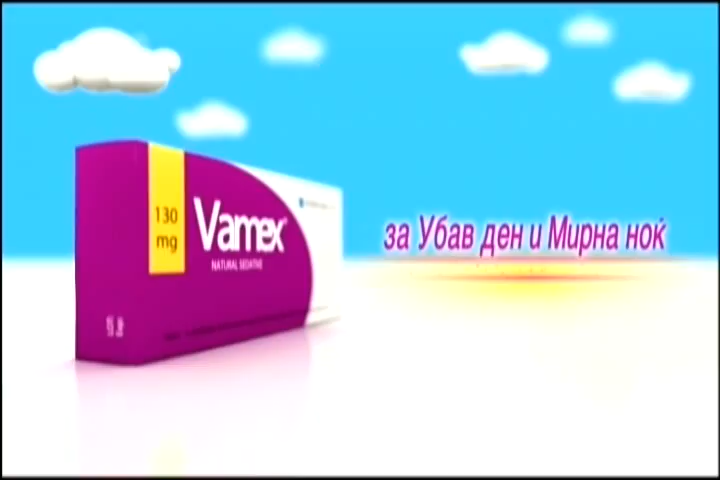 130
mg
Vamex®
NATURAL SEDATIVE
за Убав ден и Мирна ноќ